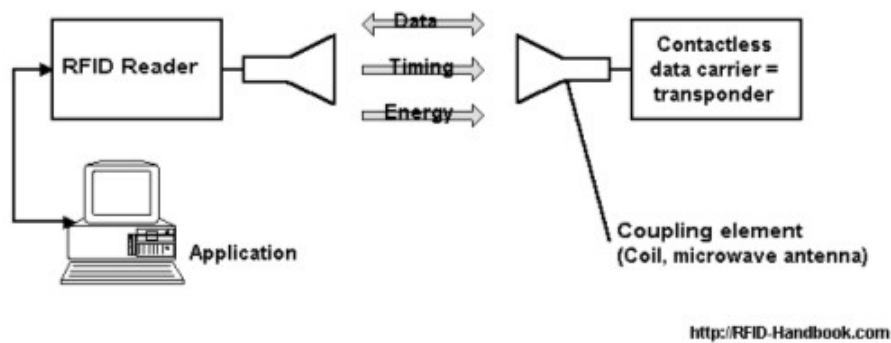 Data
RFID Reader
Timing
Energy
Contactless
data carrier =
transponder
Application
Coupling element
(Coil, microwave antenna)
http://RFID-Handbook.com